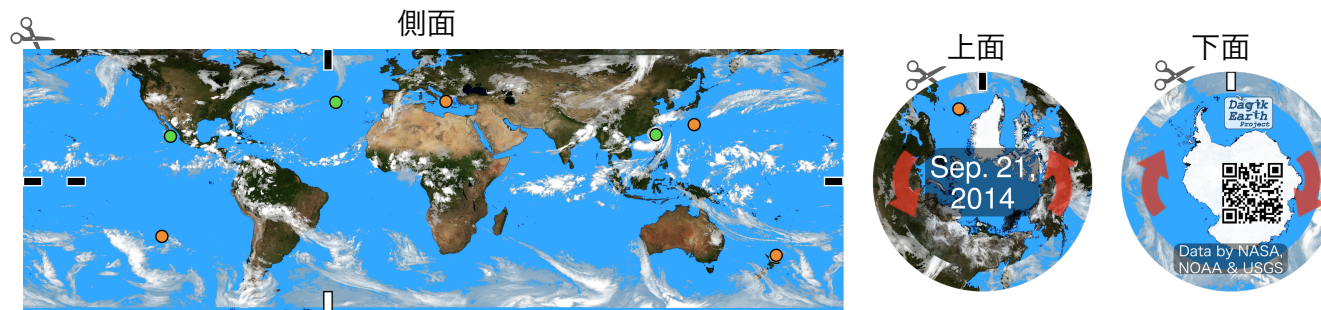 側面
上面
Sep. 21,
2014
下面
Dagik
Earth
Project
Data by NASA,
NOAA & USGS